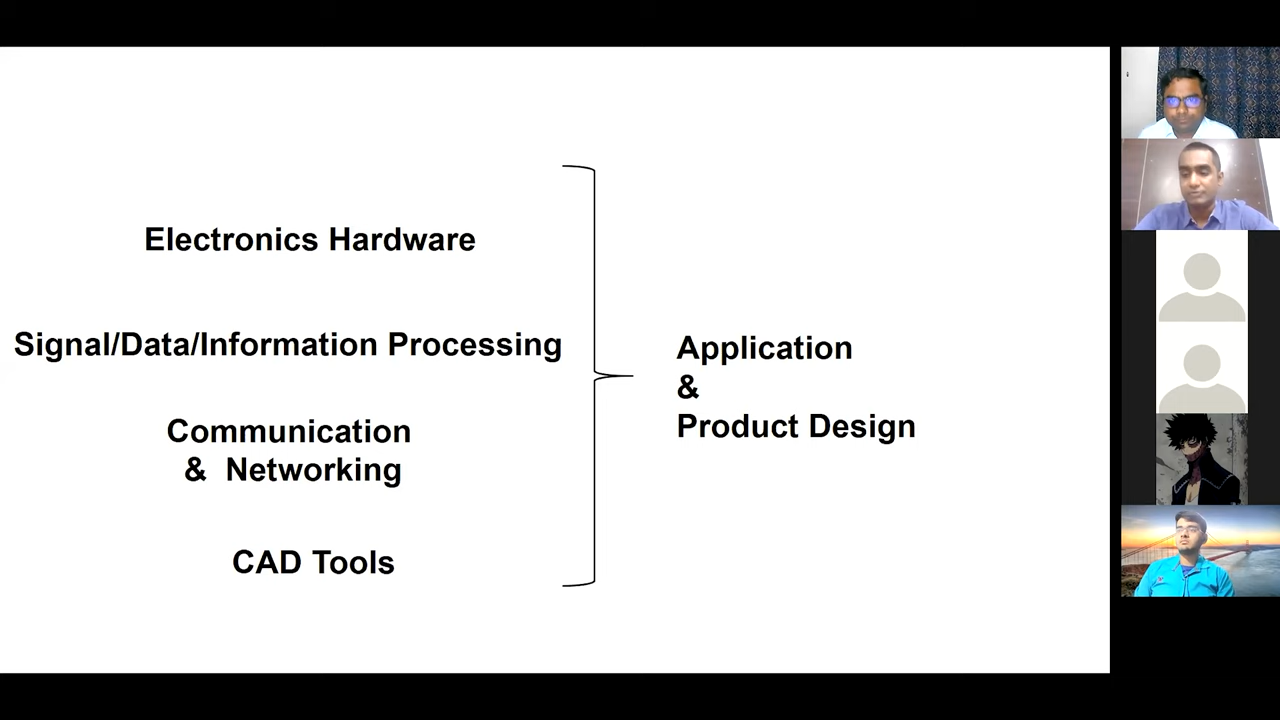 Electronics Hardware
Signal/Data/Information Processing
Communication
& Networking
CAD Tools
Application
&
Product Design